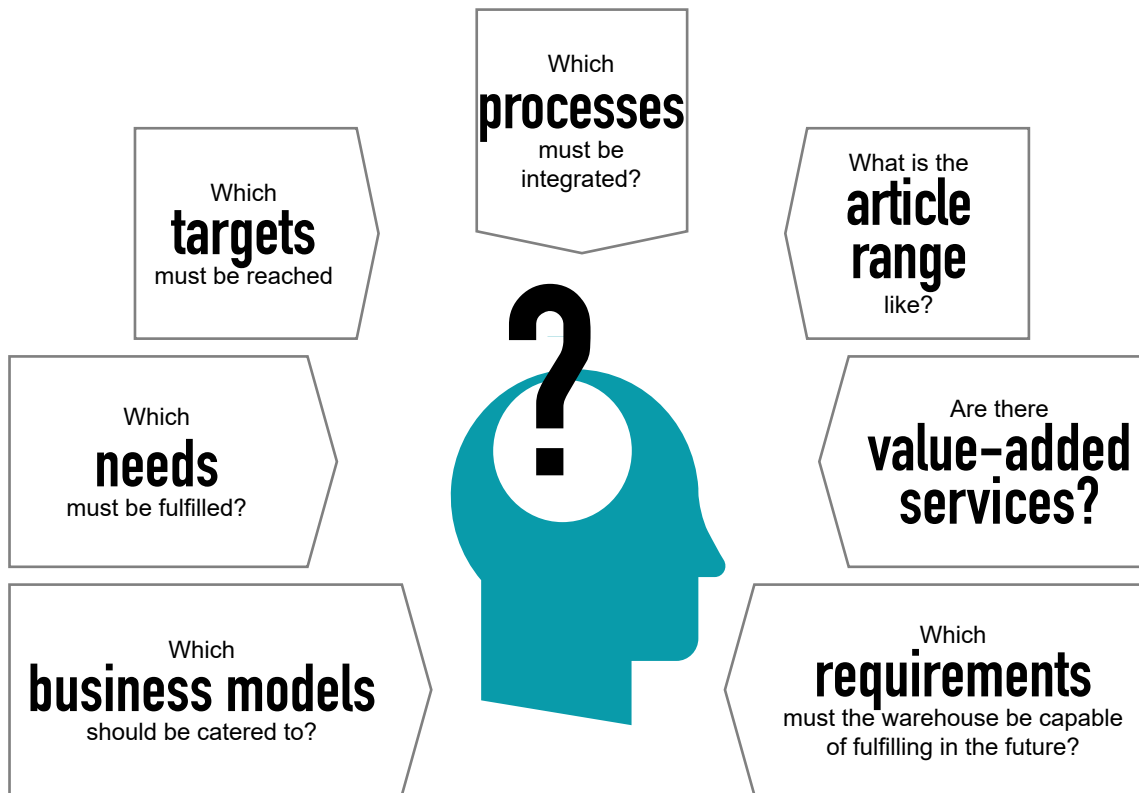 Which
processes
must be
integrated?
Which
targets
must be reached
What is the
article
range
like?
Which
needs
must be fulfilled?
Are there
value-added
services?
Which
business models
should be catered to?
Which
requirements
must the warehouse be capable
of fulfilling in the future?
?